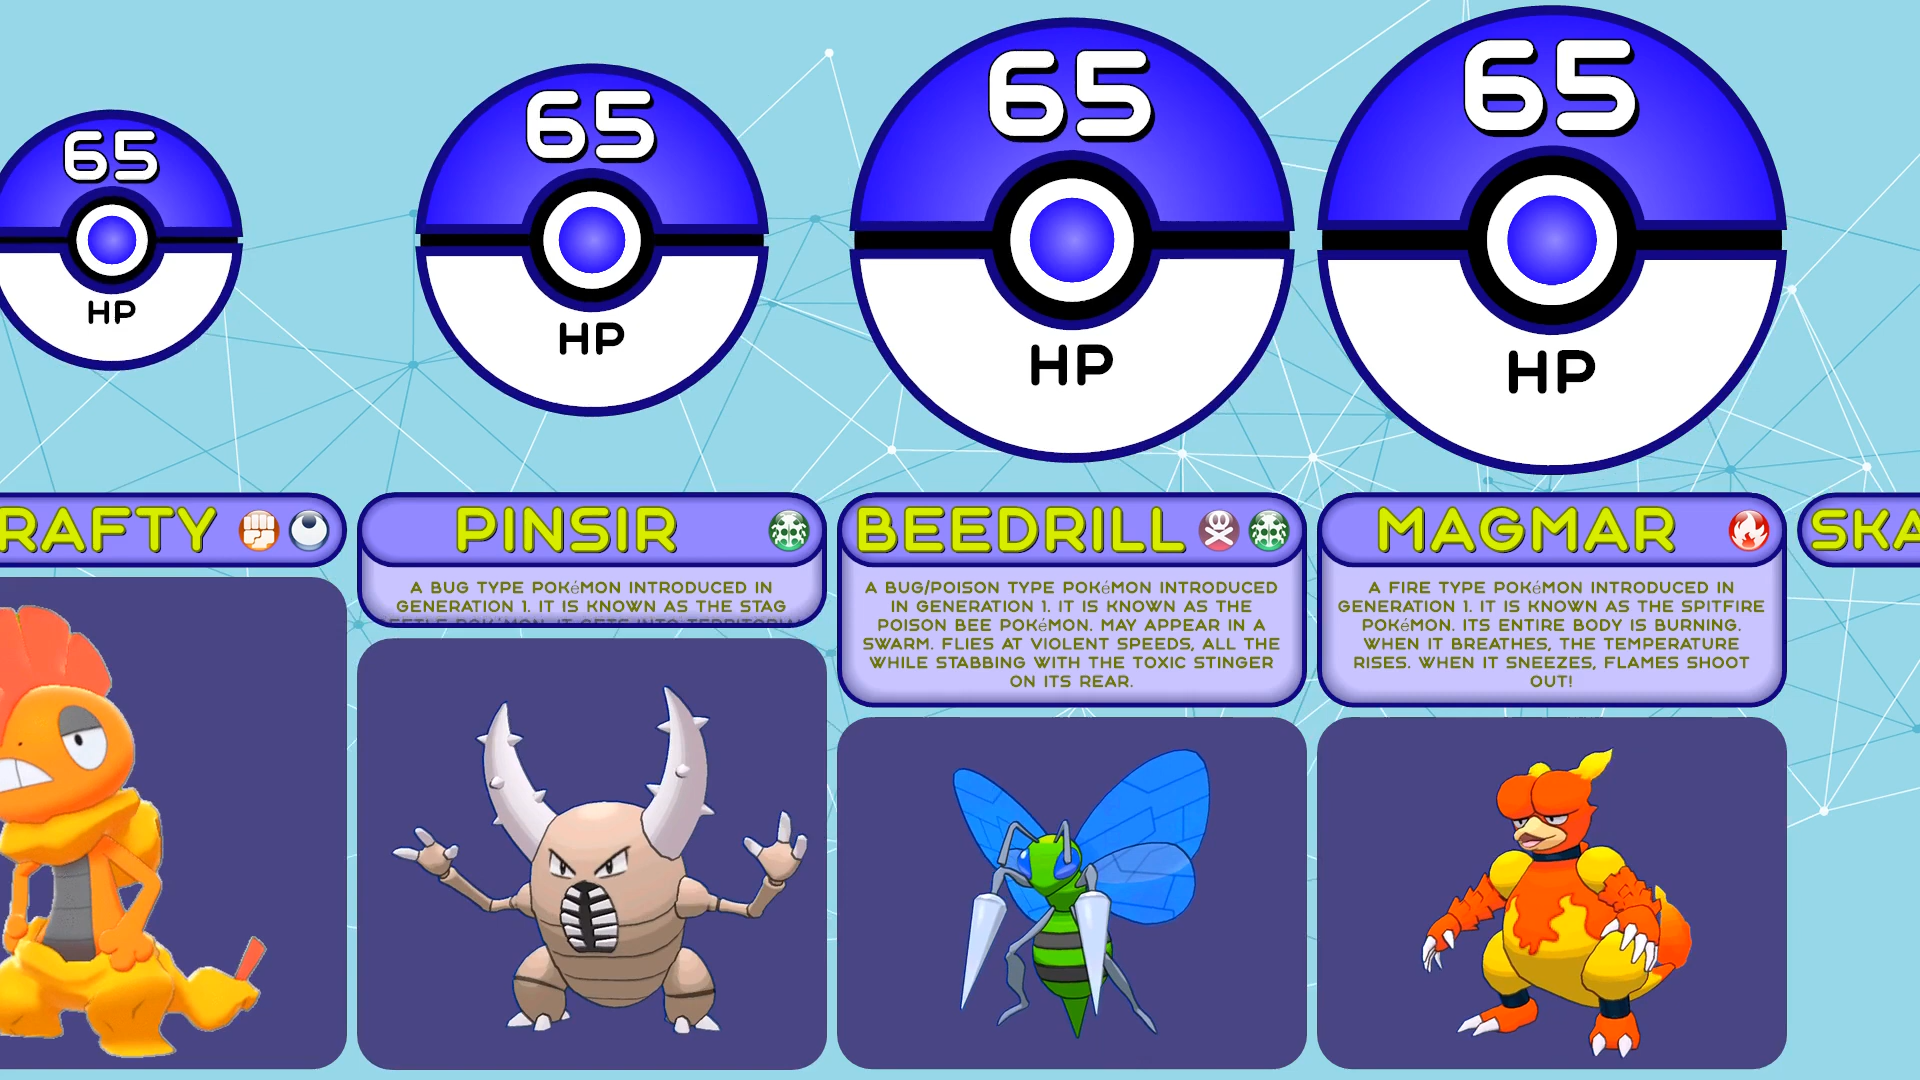 65
HP
65
HP
65
HP
65
HP
RAFTY
PINSIR
A BUG TYPE POKéMON INTRODUCED IN
GENERATION 1. IT IS KNOWN AS THE STAG
BEEDRILL
A BUG/POISON TYPE POKéMON INTRODUCED
IN GENERATION 1. IT IS KNOWN AS THE
POISON BEE POKéMON. MAY APPEAR IN A
SWARM. FLIES AT VIOLENT SPEEDS, ALL THE
WHILE STABBING WITH THE TOXIC STINGER
ON ITS REAR.
MAGMAR
A FIRE TYPE POKéMON INTRODUCED IN
GENERATION 1. IT IS KNOWN AS THE SPITFIRE
POKéMON. ITS ENTIRE BODY IS BURNING.
WHEN IT BREATHES, THE TEMPERATURE
RISES. WHEN IT SNEEZES, FLAMES SHOOT
OUT!
SKA